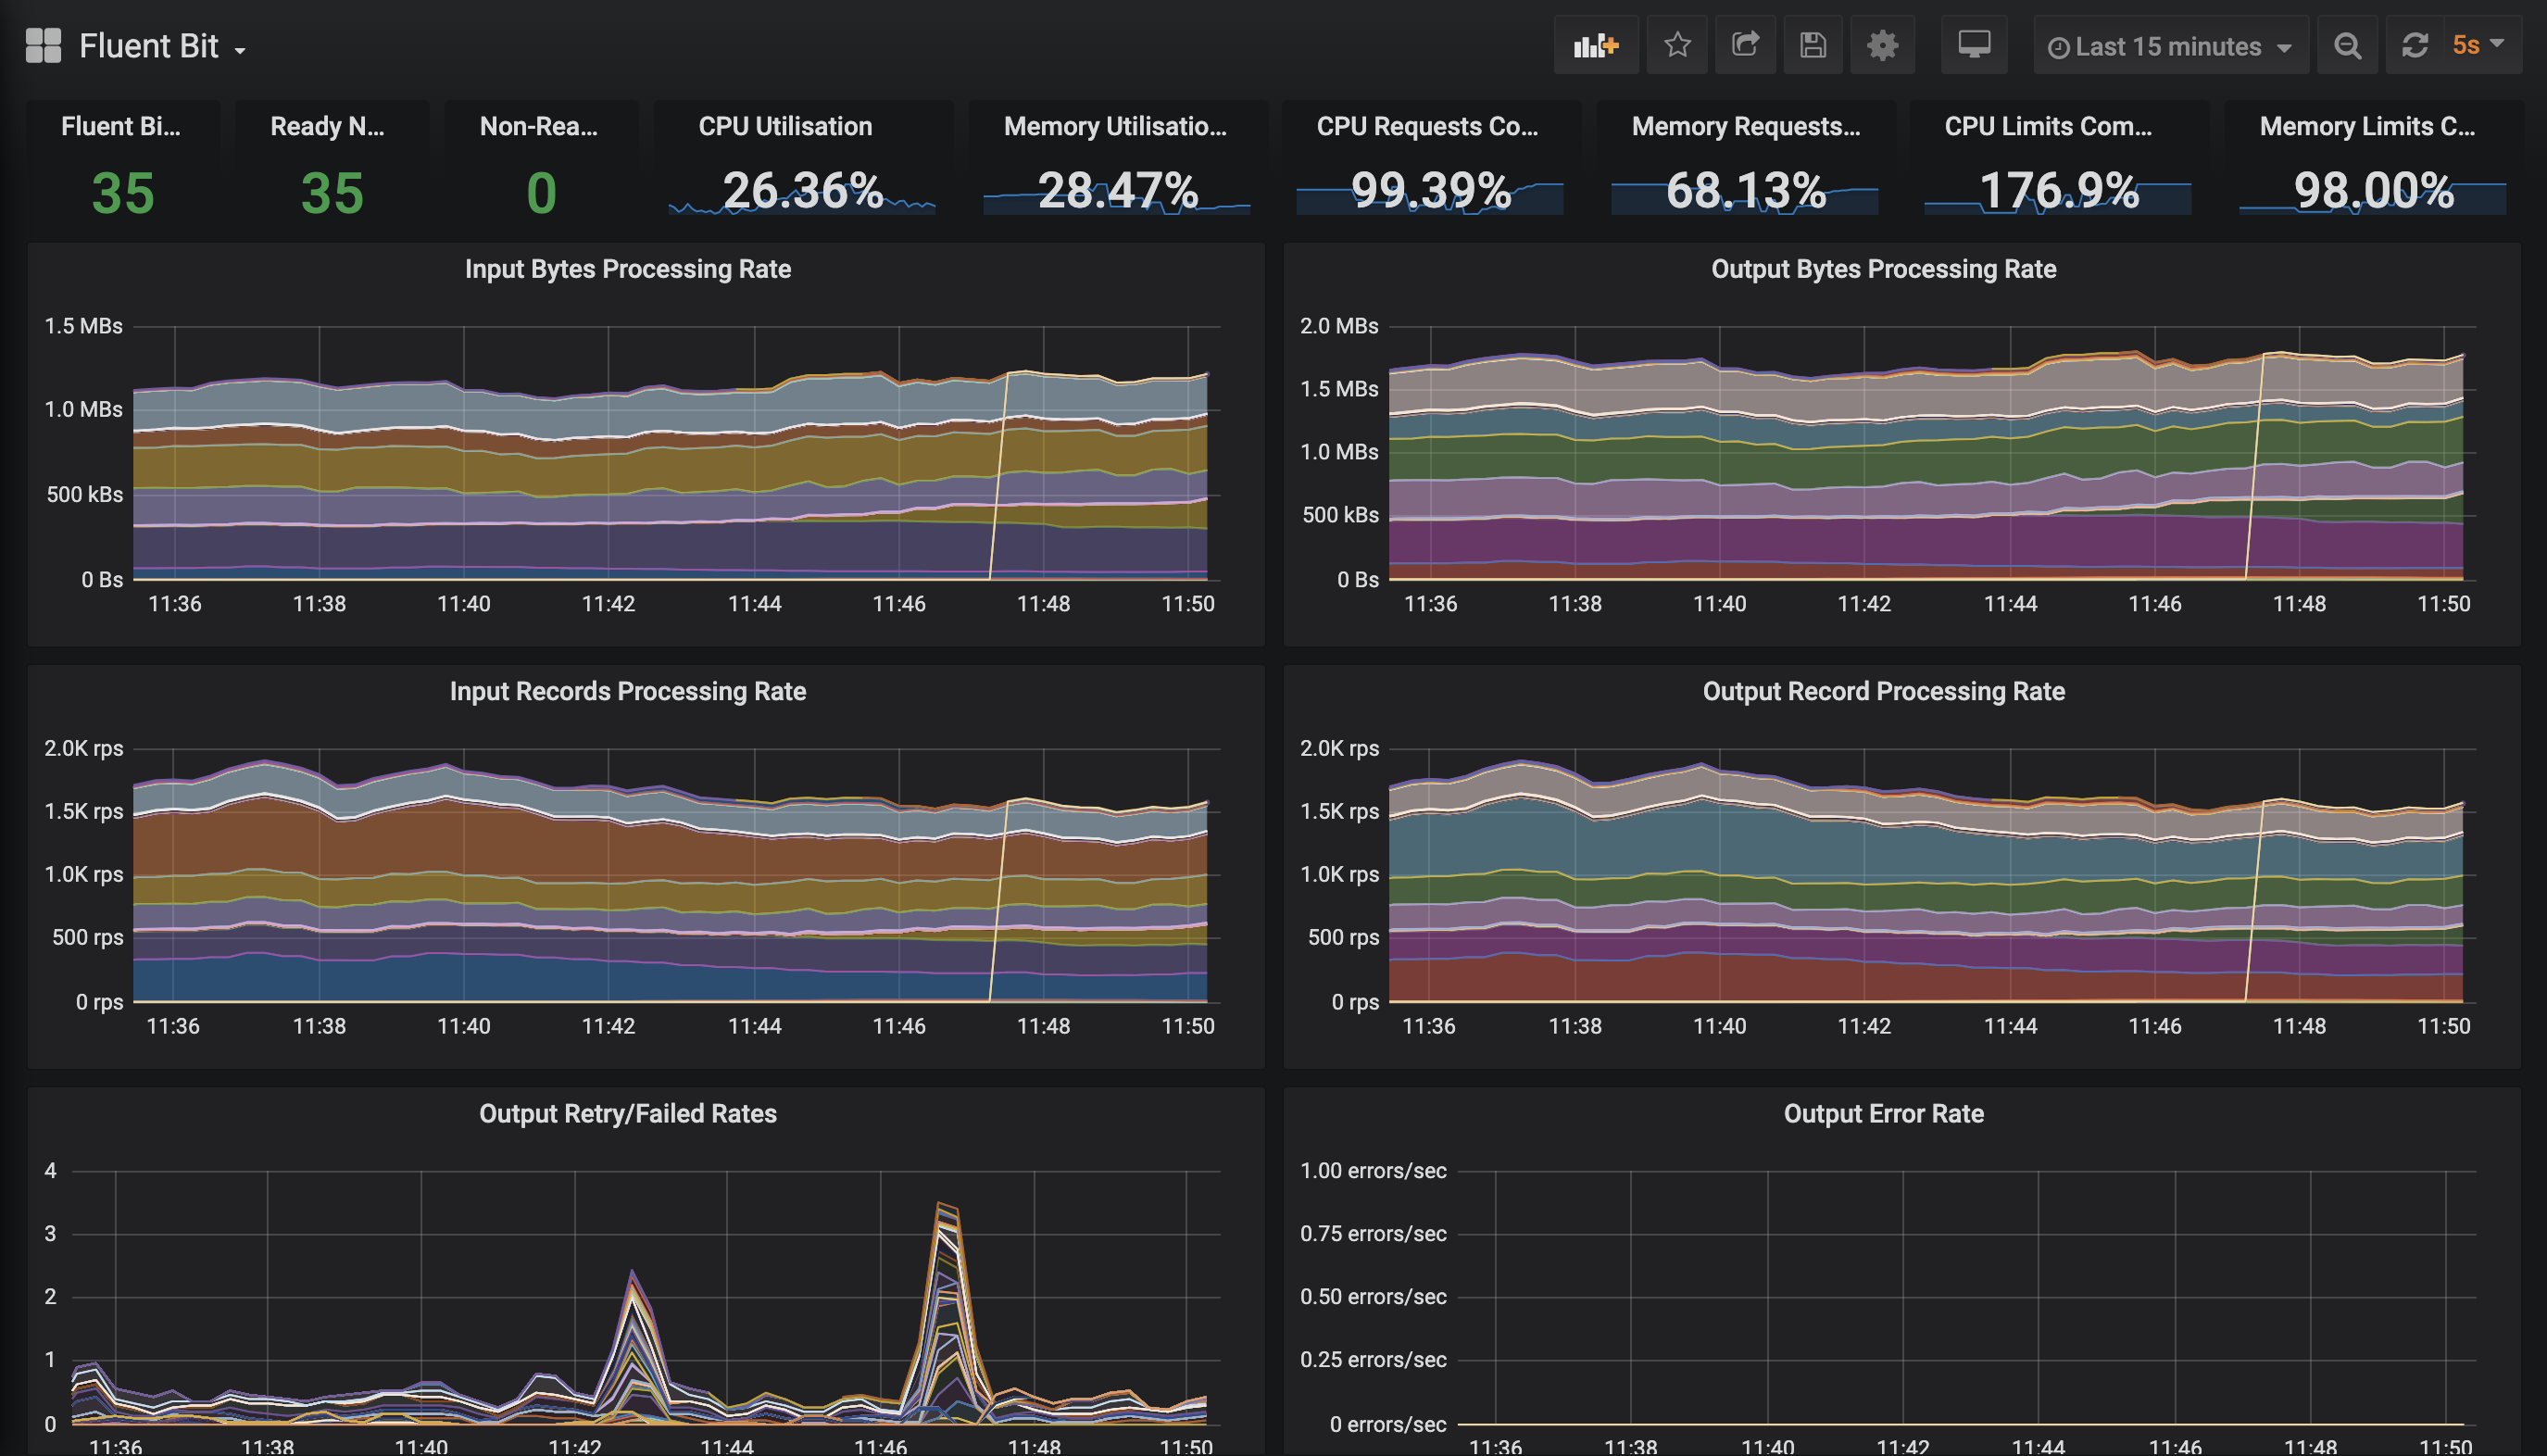 Fluent Bit
Last 15 minutes
5s
Fluent Bi...
Ready N...
Non-Rea...
CPU Utilisation
Memory Utilisatio...
CPU Requests Co...
Memory Requests...
CPU Limits Com...
Memory Limits C...
35
35
0
26.36%
28.47%
99.39%
68.13%
176.9%
98.00%
Input Bytes Processing Rate
1.5 MBs
1.0 MBs
500 kBs
0 Bs
11:36 11:38 11:40 11:42 11:44 11:46 11:48 11:50
Output Bytes Processing Rate
2.0 MBs
1.5 MBs
1.0 MBs
500 kBs
0 Bs
11:36 11:38 11:40 11:42 11:44 11:46 11:48 11:50
Input Records Processing Rate
2.0K rps
1.5K rps
1.0K rps
500 rps
0 rps
11:36 11:38 11:40 11:42 11:44 11:46 11:48 11:50
Output Record Processing Rate
2.0K rps
1.5K rps
1.0K rps
500 rps
0 rps
11:36 11:38 11:40 11:42 11:44 11:46 11:48 11:50
Output Retry/Failed Rates
4
3
2
1
0
11:36 11:38 11:40 11:42 11:44 11:46 11:48 11:50
Output Error Rate
1.00 errors/sec
0.75 errors/sec
0.50 errors/sec
0.25 errors/sec
0 errors/sec
11:36 11:38 11:40 11:42 11:44 11:46 11:48 11:50